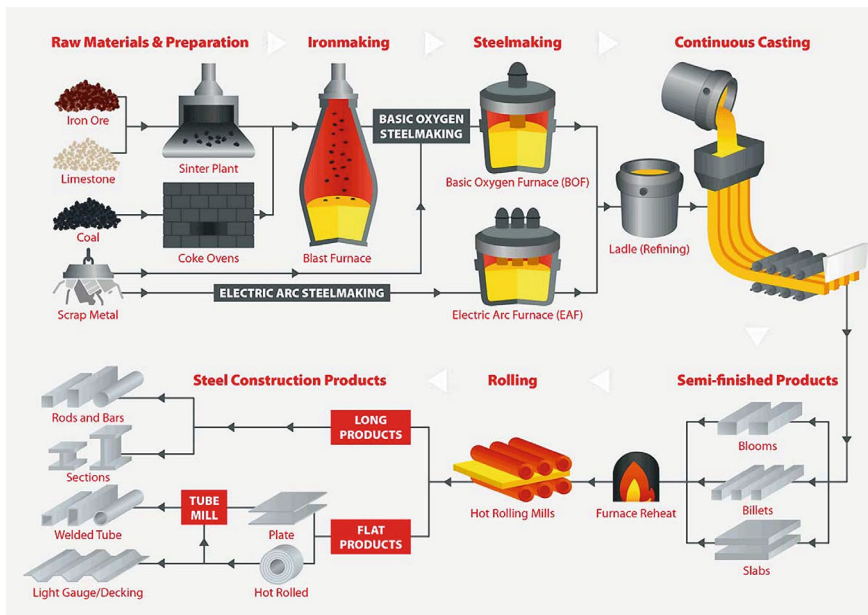 Raw Materials & Preparation
Ironmaking
Steelmaking
Continuous Casting
Iron Ore
Limestone
Sinter Plant
Coal
Coke Ovens
Scrap Metal
Blast Furnace
BASIC OXYGEN
STEELMAKING
ELECTRIC ARC STEELMAKING
Basic Oxygen Furnace (BOF)
Electric Arc Furnace (EAF)
Ladle (Refining)
Steel Construction Products
Rolling
Semi-finished Products
Rods and Bars
Sections
Welded Tube
Light Gauge/Decking
TUBE
MILL
Plate
Hot Rolled
LONG
PRODUCTS
FLAT
PRODUCTS
Hot Rolling Mills
Furnace Reheat
Blooms
Billets
Slabs